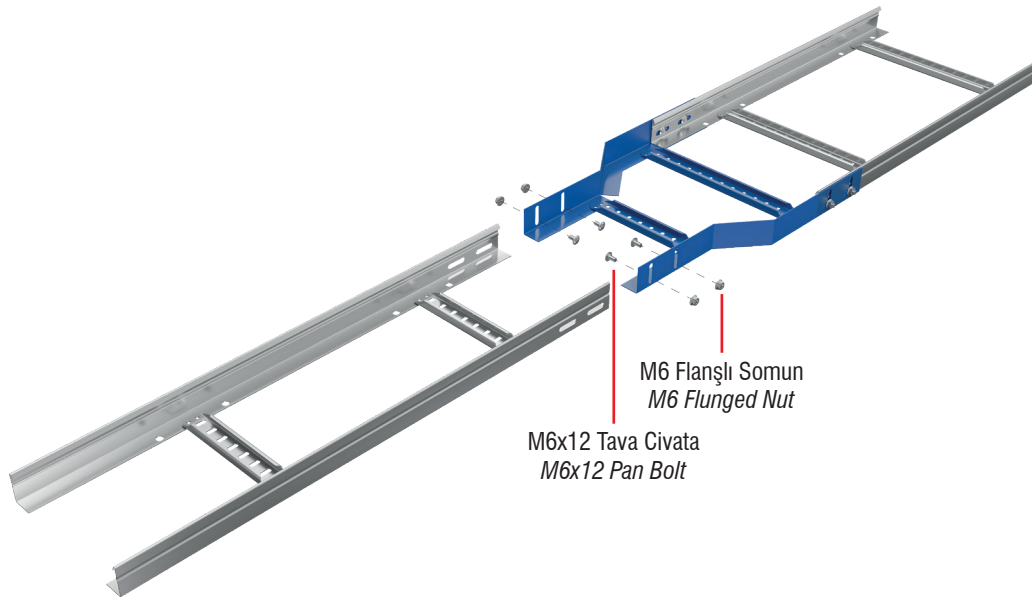 M6 Flanşlı Somun
M6 Flunged Nut
M6x12 Tava Civata
M6x12 Pan Bolt